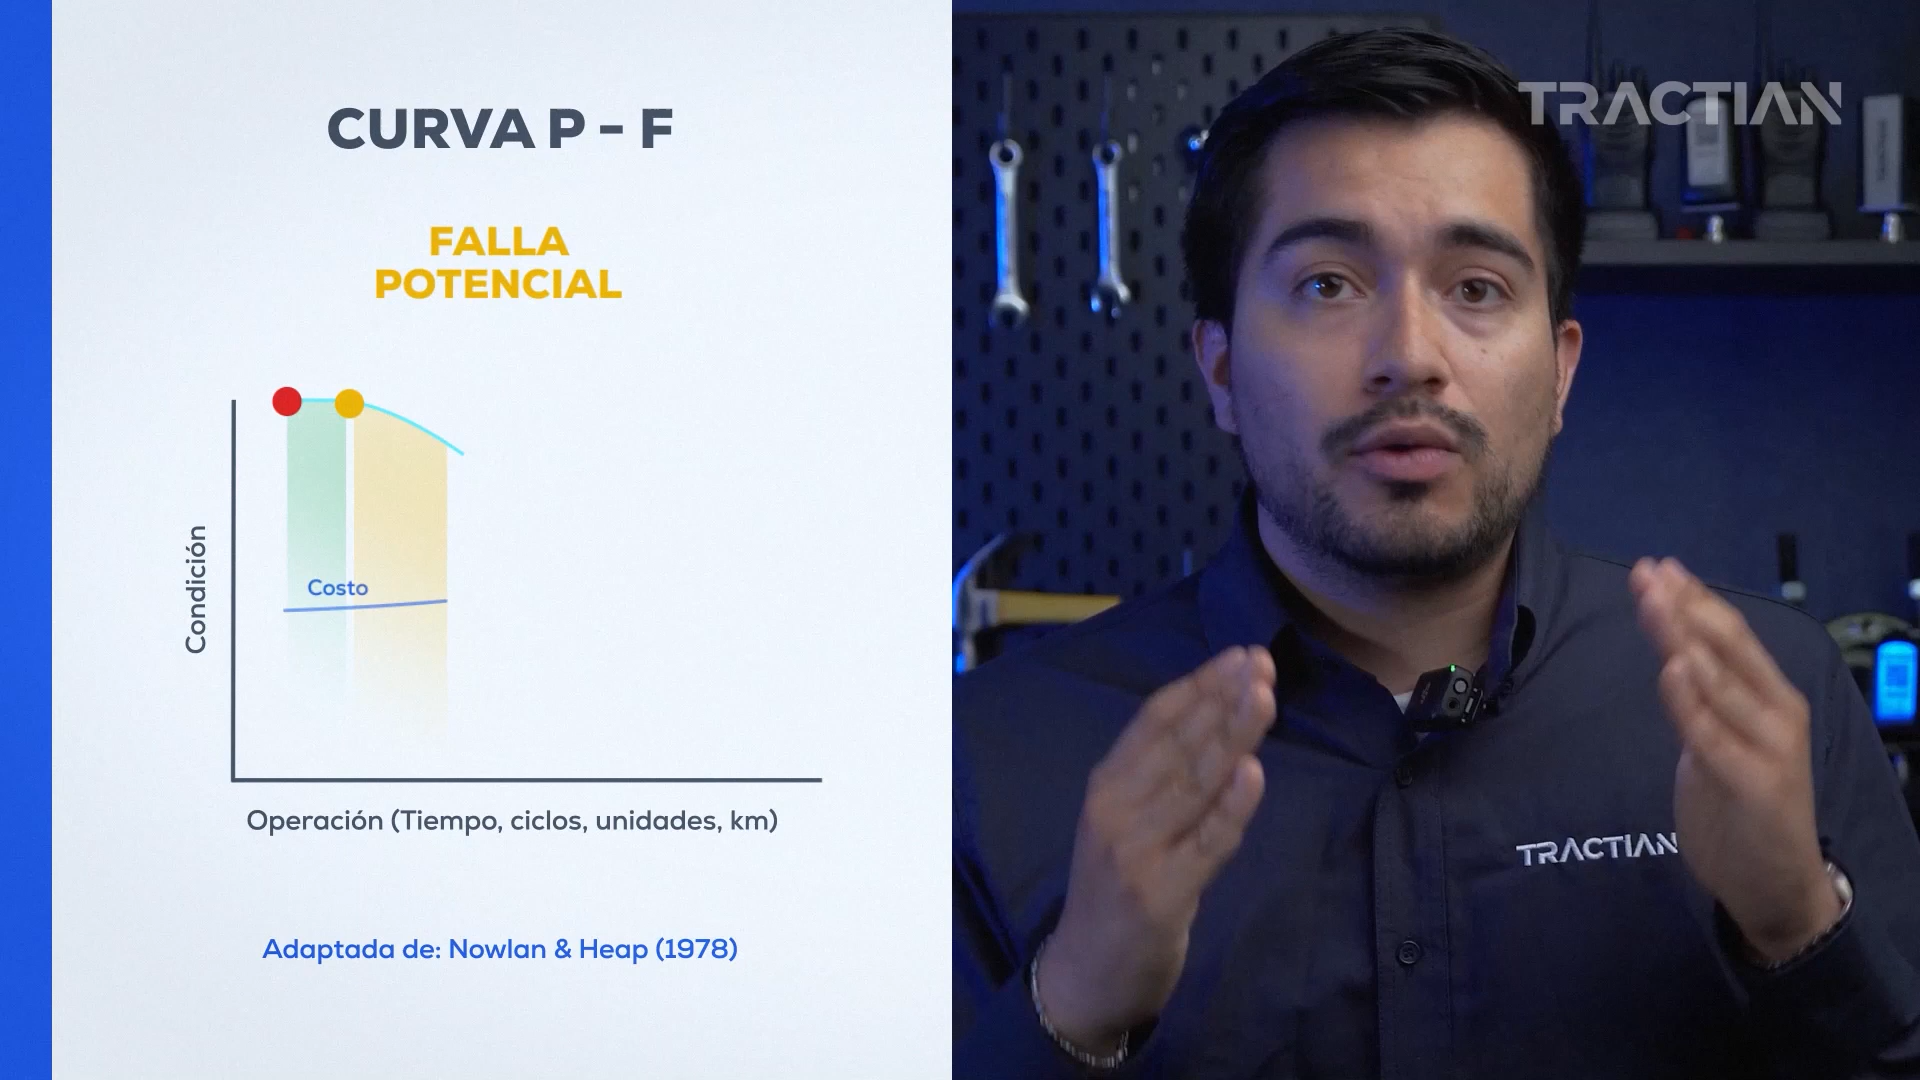 CURVA P - F
FALLA
POTENCIAL
Condición
Costo
Operación (Tiempo, ciclos, unidades, km)
Adaptada de: Nowlan & Heap (1978)
TRACTIAN
TRACTIAN